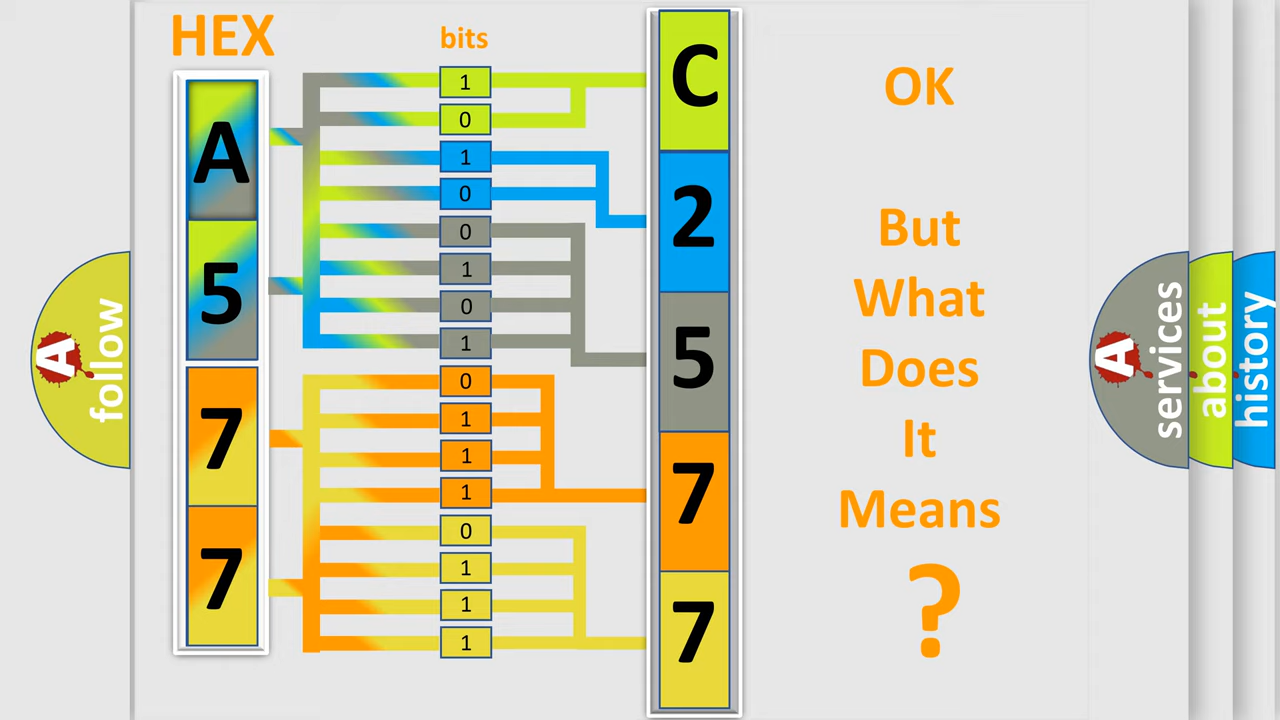 HEX
bits
A
5
7
7
1
0
1
0
0
1
0
1
0
1
1
1
0
1
1
1
C
2
5
7
7
OK
But
What
Does
It
Means
?
A
follow
A
services
about
history